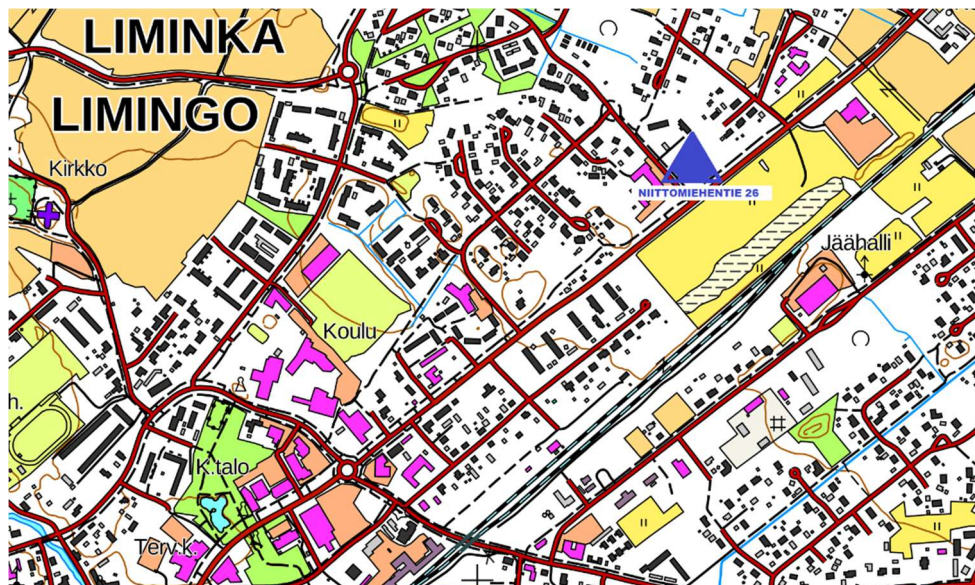 LIMINKA
LIMINGO
Kirkko
NIITTOMIEHENTIE 26
Jäähalli
Koulu
h.
K.talo
Terv.k.